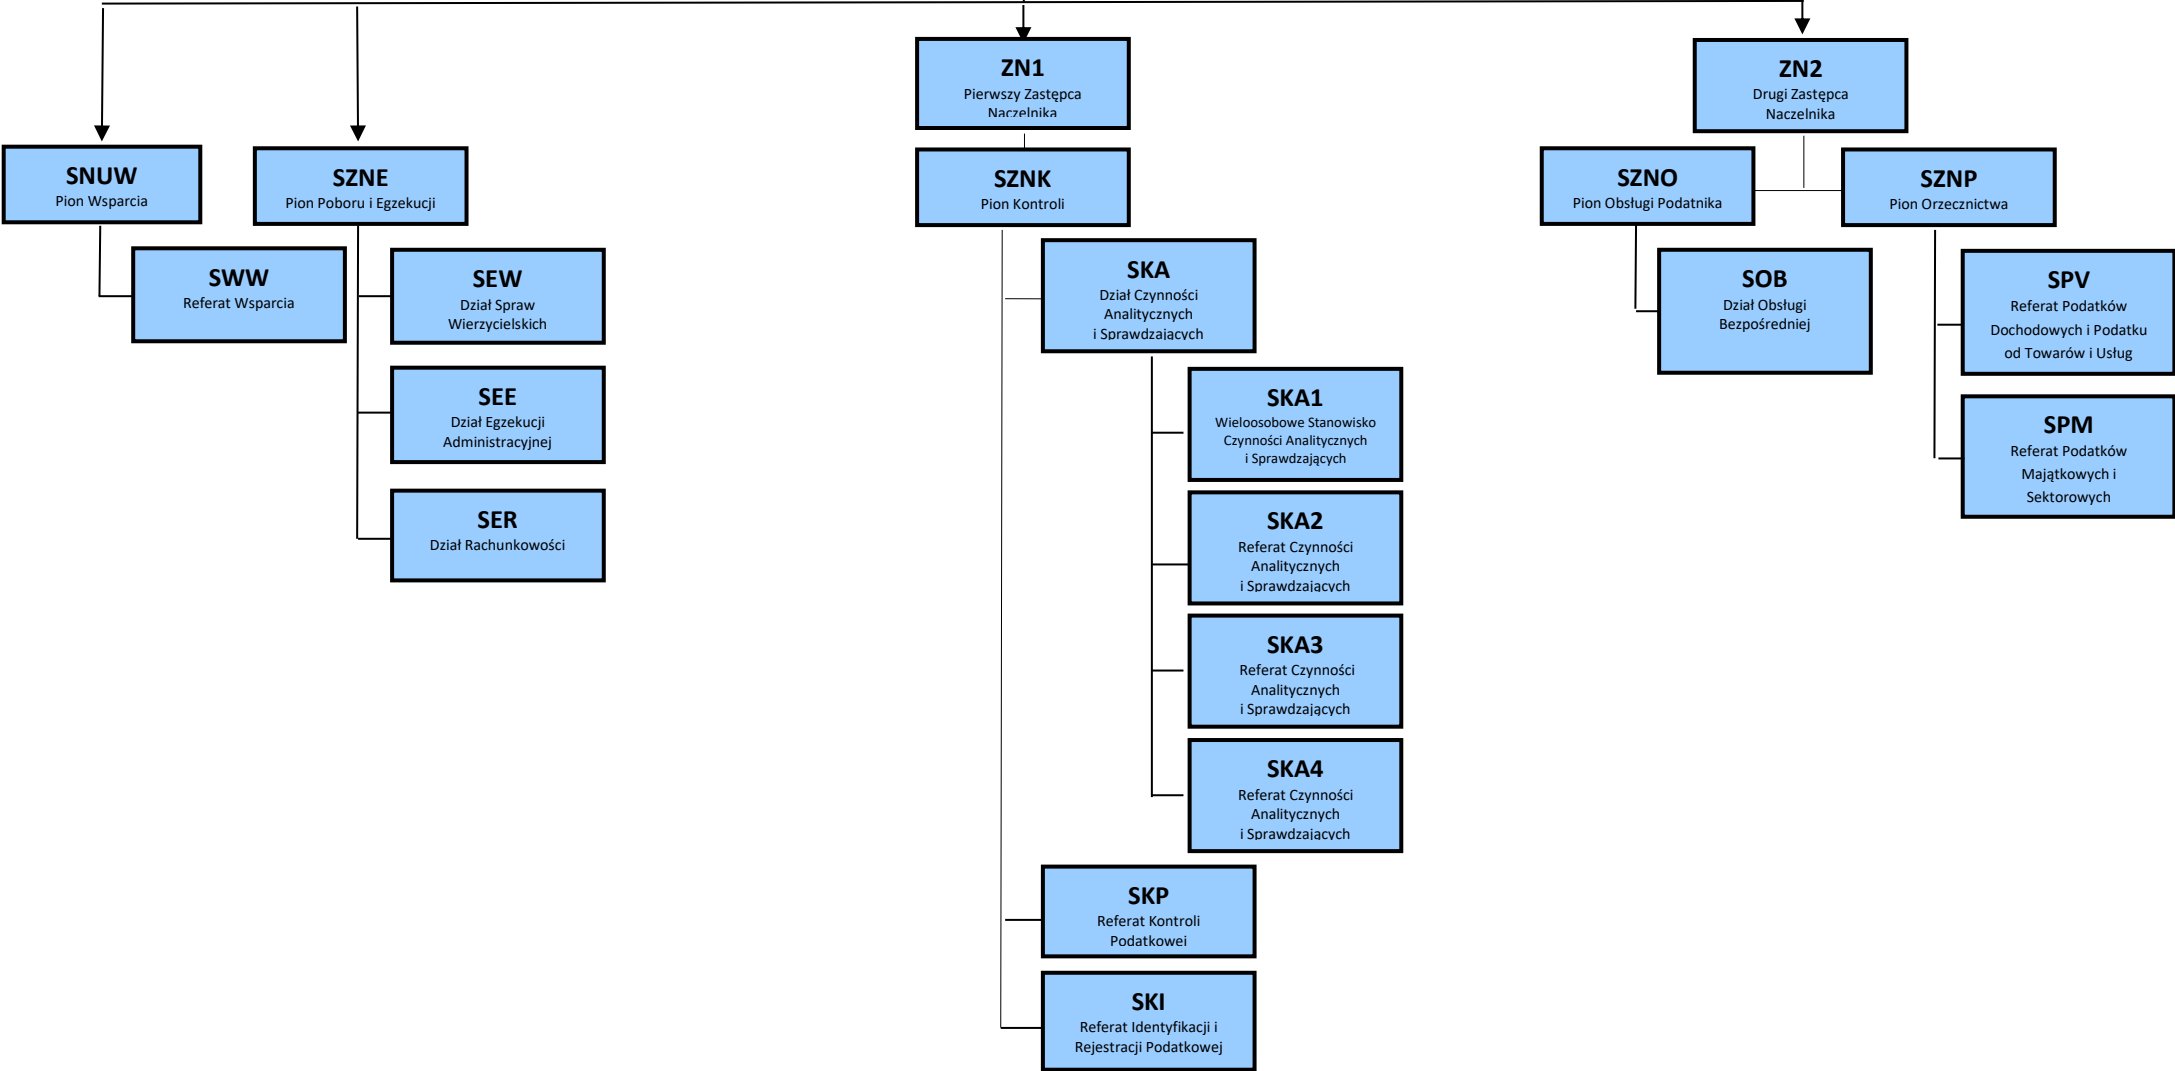 ZN1
Pierwszy Zastępca
Naczelnika
ZN2
Drugi Zastępca
Naczelnika
SNUW
Pion Wsparcia
SZNE
Pion Poboru i Egzekucji
SZNK
Pion Kontroli
SZNO
Pion Obsługi Podatnika
SZNP
Pion Orzecznictwa
SWW
Referat Wsparcia
SEW
Dział Spraw
Wierzycielskich
SEE
Dział Egzekucji
Administracyjnej
SER
Dział Rachunkowości
SKA
Dział Czynności
Analitycznych
i Sprawdzających
SKA1
Wieloosobowe Stanowisko
Czynności Analitycznych
i Sprawdzających
SKA2
Referat Czynności
Analitycznych
i Sprawdzających
SKA3
Referat Czynności
Analitycznych
i Sprawdzających
SKA4
Referat Czynności
Analitycznych
i Sprawdzających
SKP
Referat Kontroli
Podatkowej
SKI
Referat Identyfikacji i
Rejestracji Podatkowej
SOB
Dział Obsługi
Bezpośredniej
SPV
Referat Podatków
Dochodowych i Podatku
od Towarów i Usług
SPM
Referat Podatków
Majątkowych i
Sektorowych